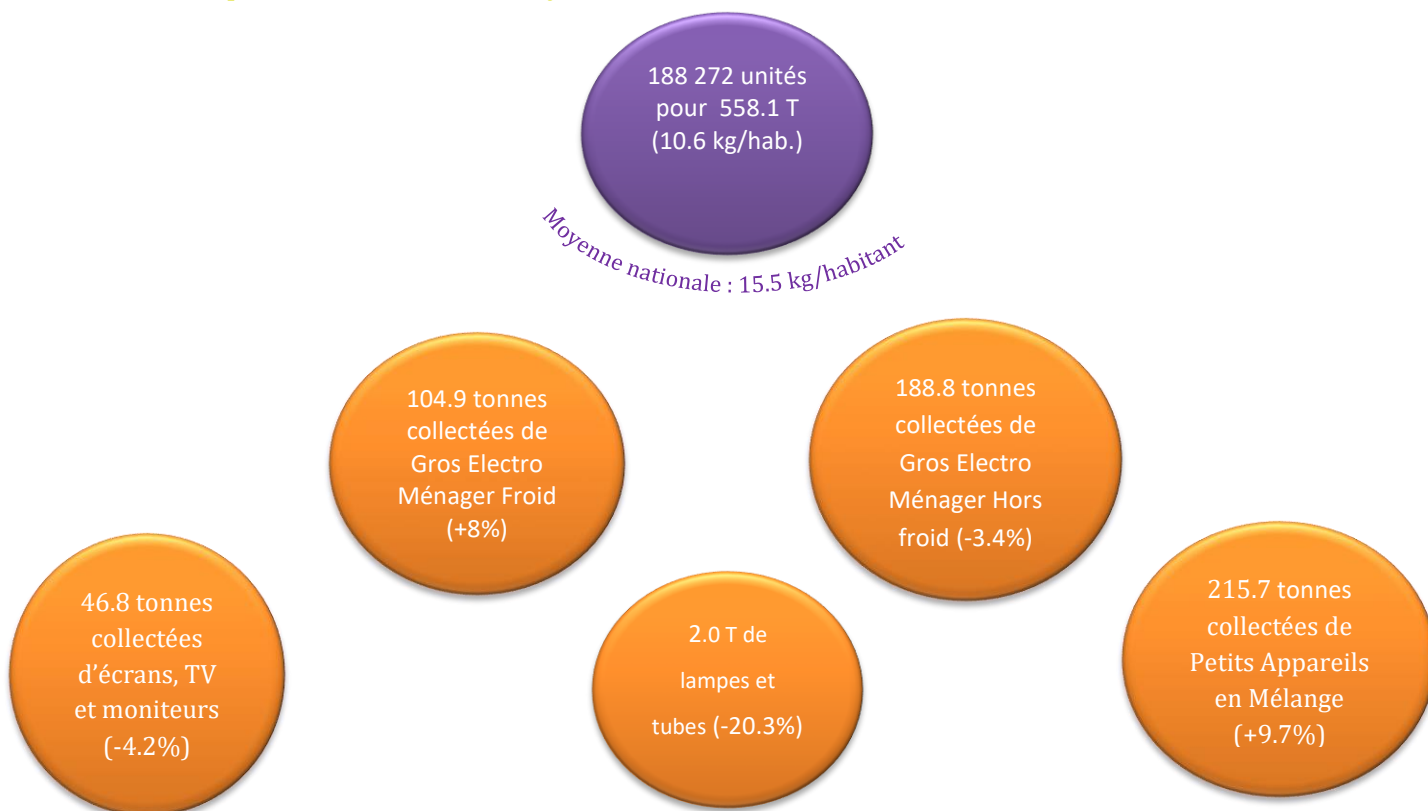 188 272 unités
pour 558.1 T
(10.6 kg/hab.)
Moyenne nationale : 15.5 kg/habitant
104.9 tonnes
collectées de
Gros Electro
Ménager Froid
(+8%)
188.8 tonnes
collectées de
Gros Electro
Ménager Hors
froid (-3.4%)
46.8 tonnes
collectées
d’écrans, TV
et moniteurs
(-4.2%)
2.0 T de
lampes et
tubes (-20.3%)
215.7 tonnes
collectées de
Petits Appareils
en Mélange
(+9.7%)